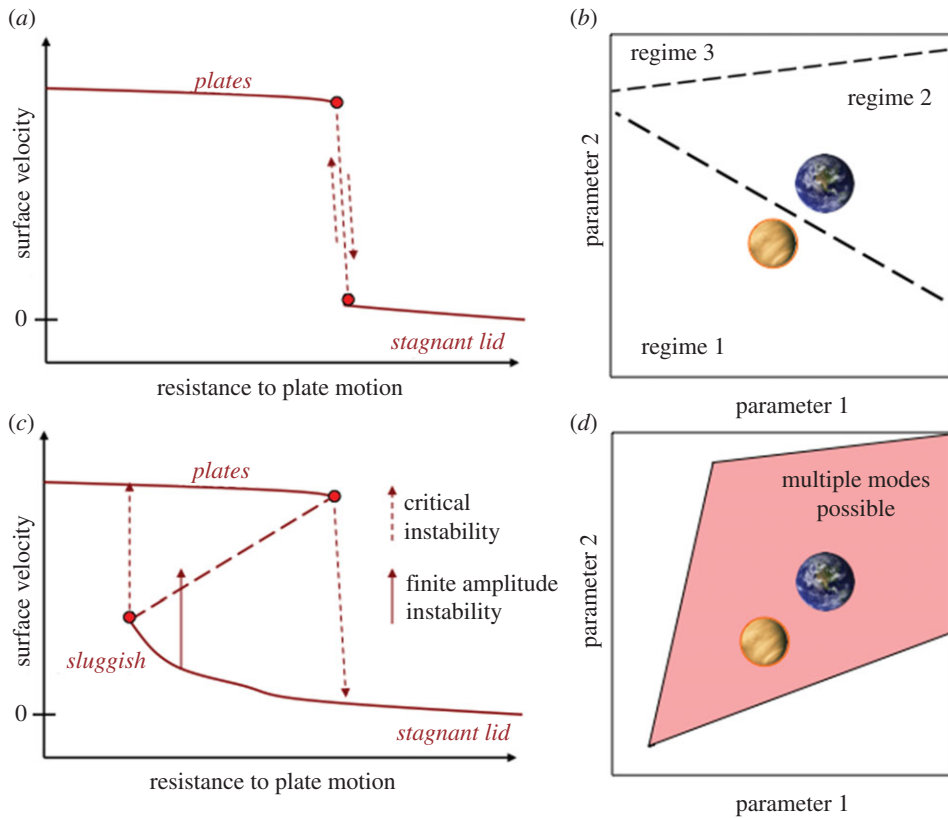 (a)
plates
surface velocity
0
stagnant lid
resistance to plate motion
(b)
regime 3
regime 2
parameter 2
regime 1
parameter 1
(c)
plates
critical
instability
finite amplitude
instability
surface velocity
sluggish
0
stagnant lid
resistance to plate motion
(d)
multiple modes
possible
parameter 2
parameter 1